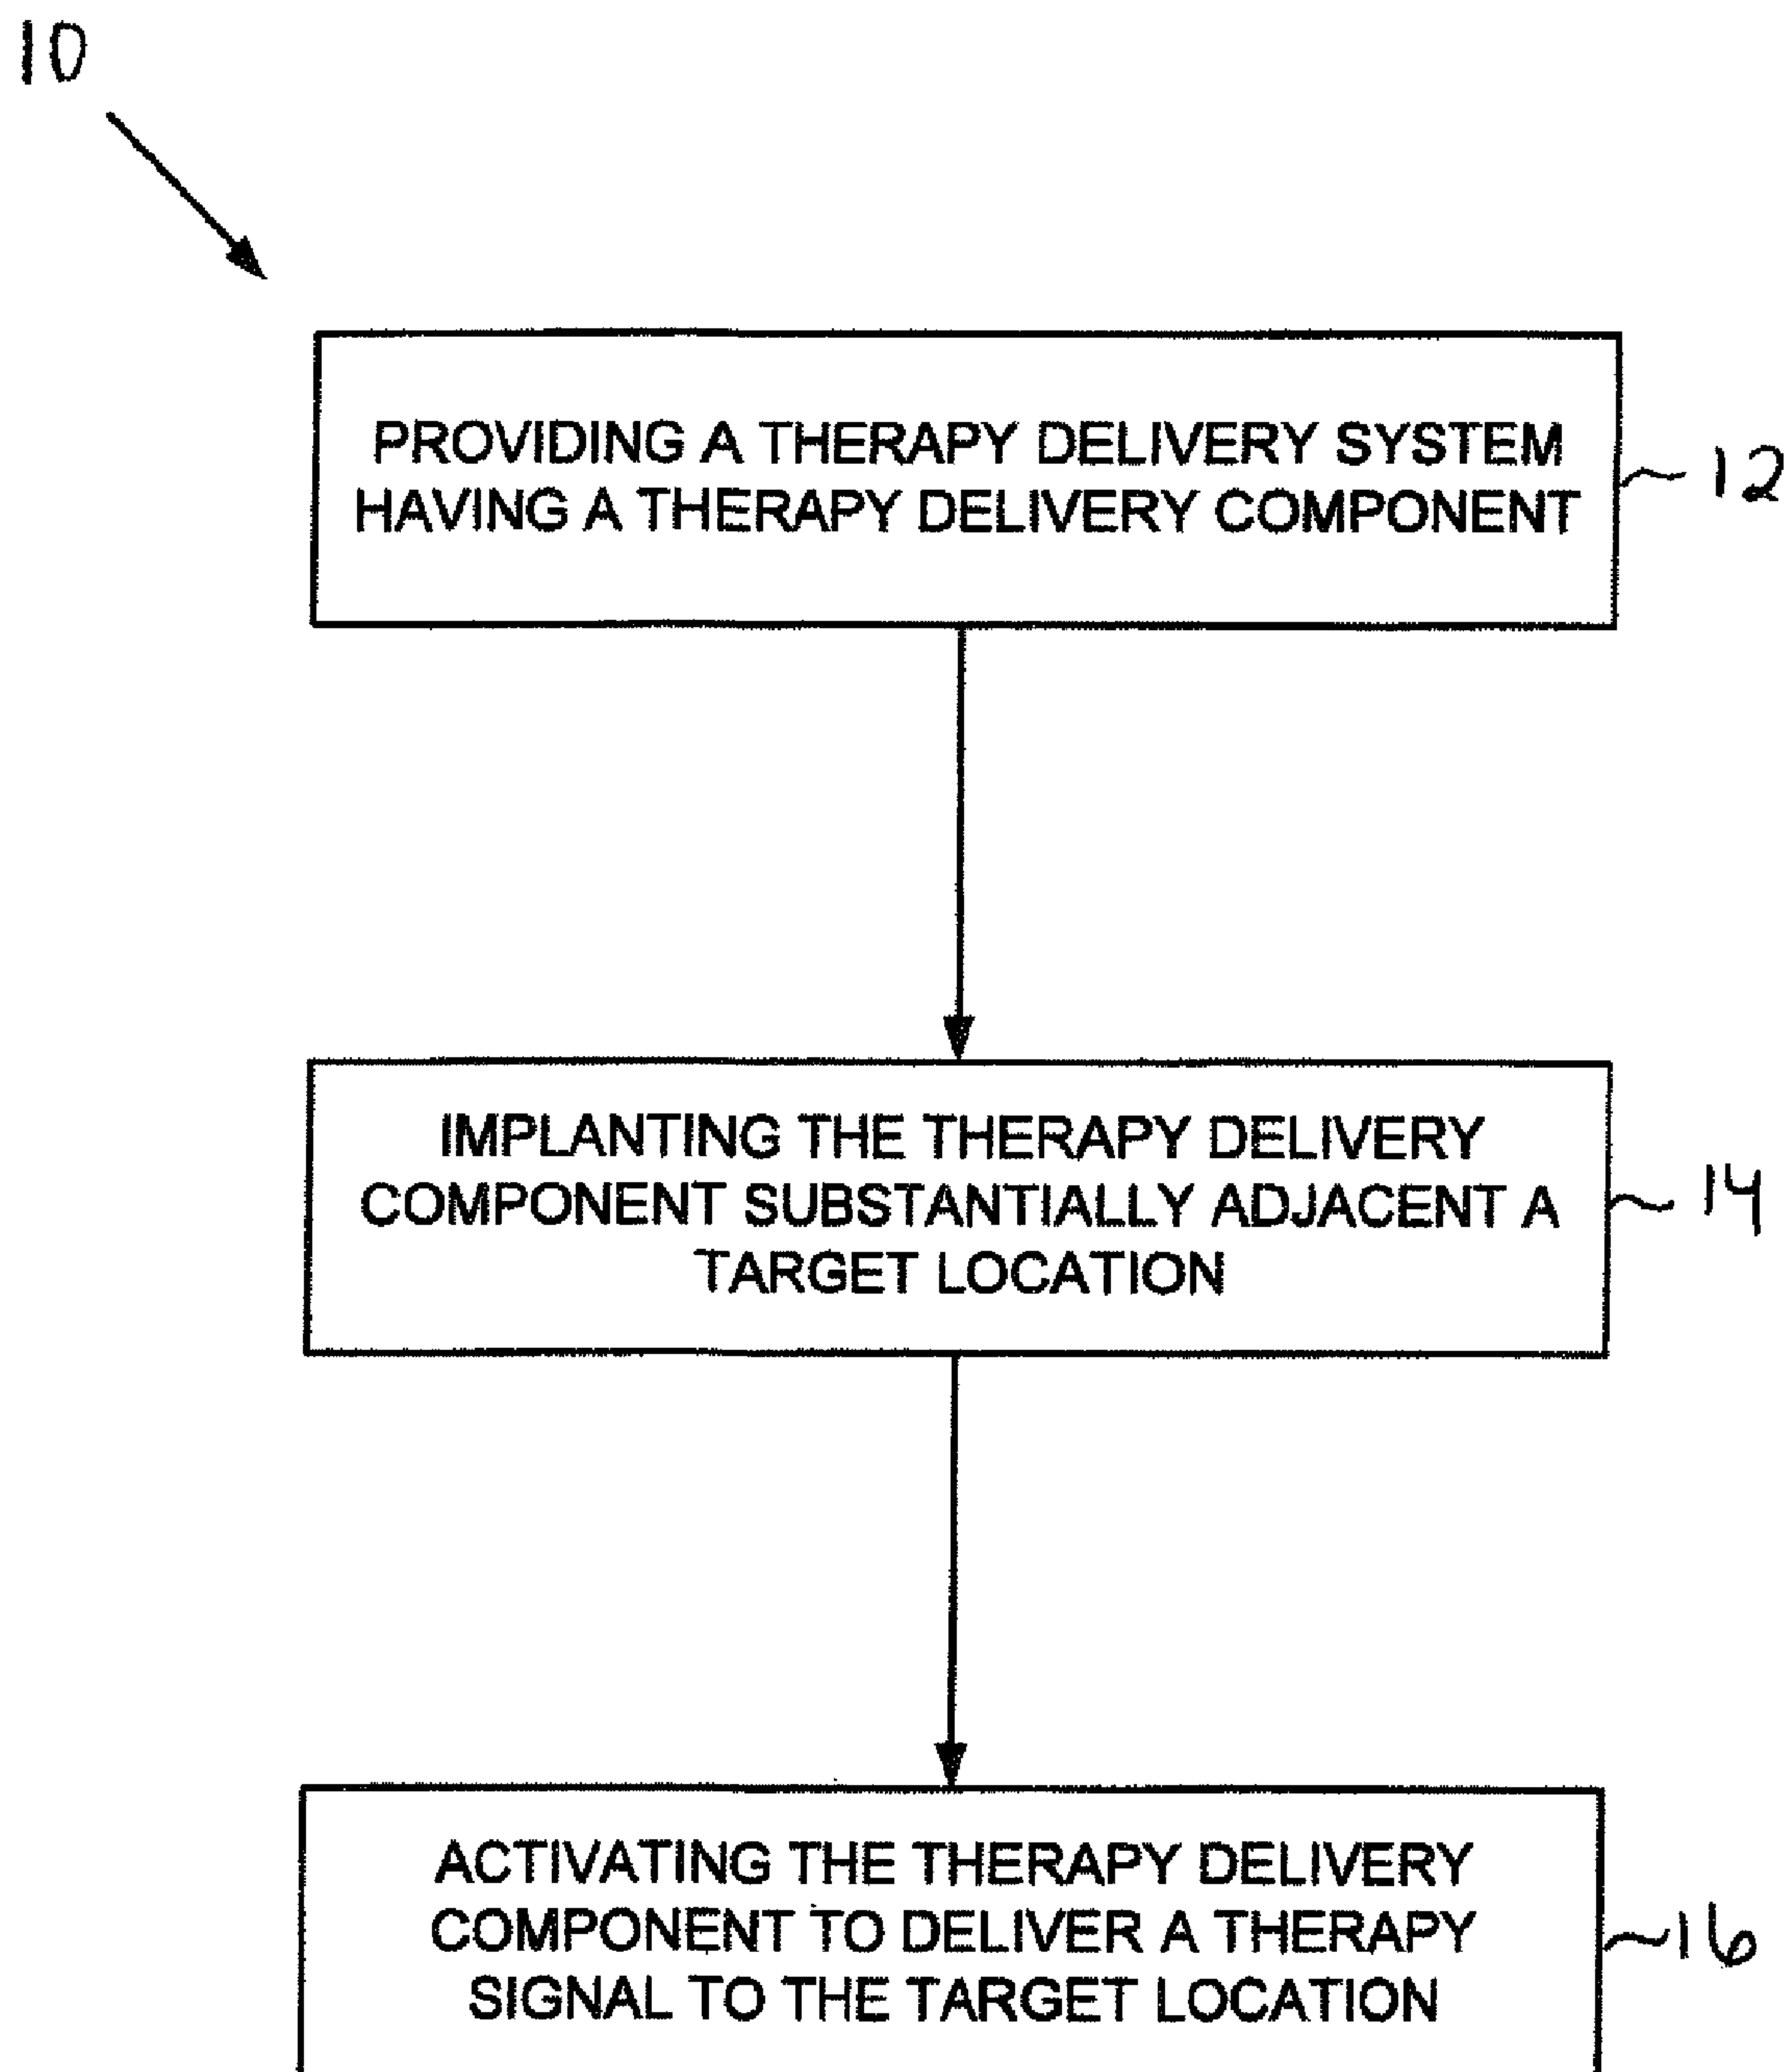 10
PROVIDING A THERAPY DELIVERY SYSTEM
HAVING A THERAPY DELIVERY COMPONENT
12
IMPLANTING THE THERAPY DELIVERY
COMPONENT SUBSTANTIALLY ADJACENT A
TARGET LOCATION
14
ACTIVATING THE THERAPY DELIVERY
COMPONENT TO DELIVER A THERAPY
SIGNAL TO THE TARGET LOCATION
16